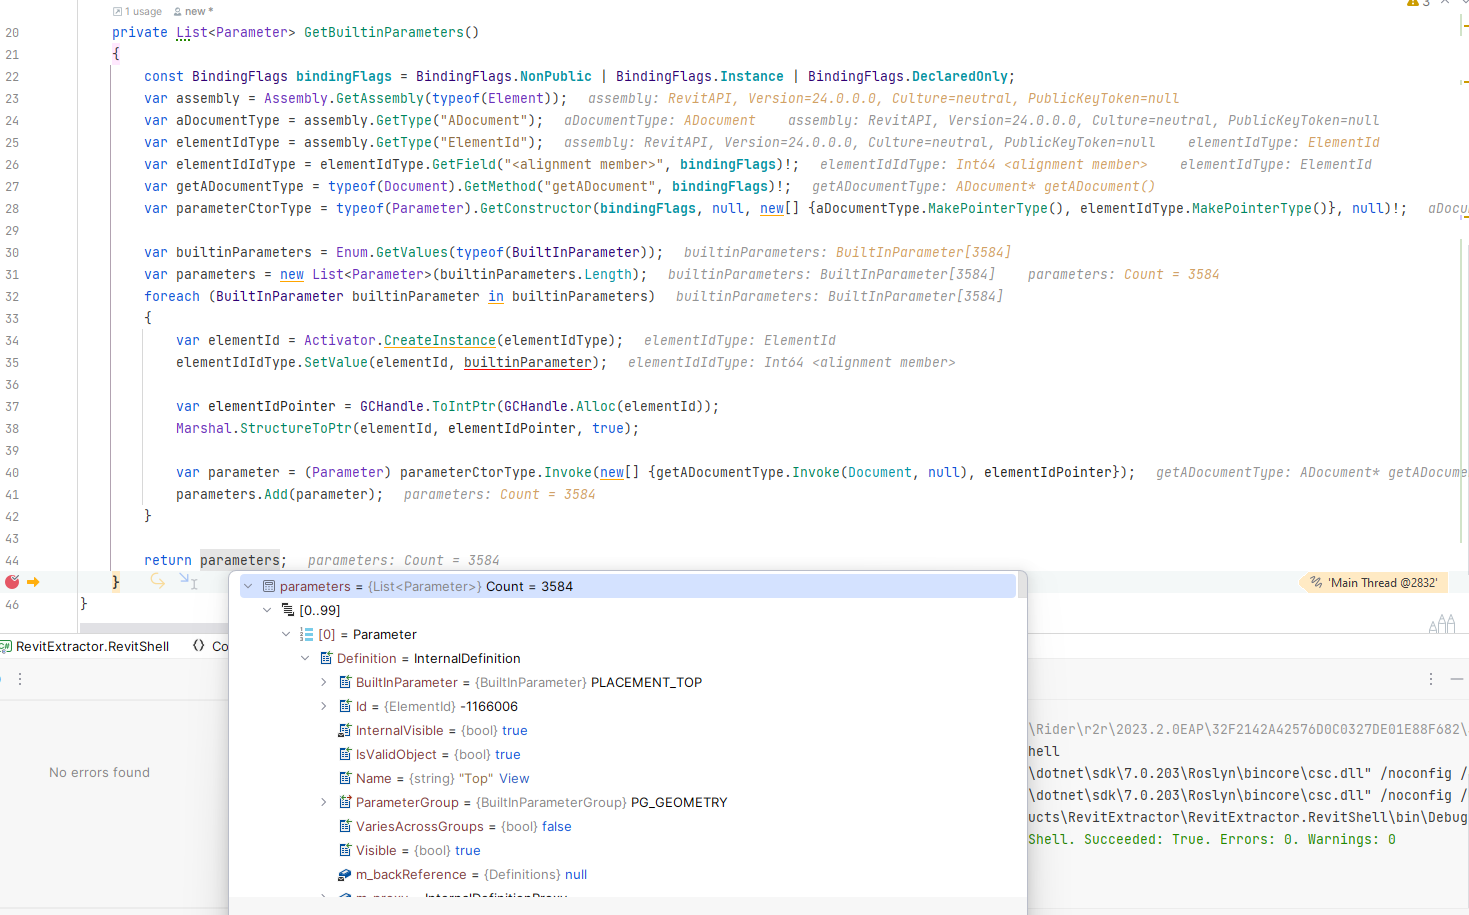 1 usage new *
3
20 private List<Parameter> GetBuiltinParameters()
21 {
22 const BindingFlags bindingFlags = BindingFlags.NonPublic | BindingFlags.Instance | BindingFlags.DeclaredOnly;
23 var assembly = Assembly.GetAssembly(typeof(Element)); assembly: RevitAPI, Version=24.0.0.0, Culture=neutral, PublicKeyToken=null
24 var aDocumentType = assembly.GetType("ADocument"); aDocumentType: ADocument assembly: RevitAPI, Version=24.0.0.0, Culture=neutral, PublicKeyToken=null
25 var elementIdType = assembly.GetType("ElementId"); assembly: RevitAPI, Version=24.0.0.0, Culture=neutral, PublicKeyToken=null elementIdType: ElementId
26 var elementIdIdType = elementIdType.GetField("<alignment member>", bindingFlags)!; elementIdIdType: Int64 <alignment member> elementIdType: ElementId
27 var getADocumentType = typeof(Document).GetMethod("getADocument", bindingFlags)!; getADocumentType: ADocument* getADocument()
28 var parameterCtorType = typeof(Parameter).GetConstructor(bindingFlags, null, new[] {aDocumentType.MakePointerType(), elementIdType.MakePointerType()}, null)!; aDocu
29
30 var builtinParameters = Enum.GetValues(typeof(BuiltInParameter)); builtinParameters: BuiltInParameter[3584]
31 var parameters = new List<Parameter>(builtinParameters.Length); builtinParameters: BuiltInParameter[3584] parameters: Count = 3584
32 foreach (BuiltInParameter builtinParameter in builtinParameters) builtinParameters: BuiltInParameter[3584]
33 {
34 var elementId = Activator.CreateInstance(elementIdType); elementIdType: ElementId
35 elementIdIdType.SetValue(elementId, builtinParameter); elementIdIdType: Int64 <alignment member>
36
37 var elementIdPointer = GCHandle.ToIntPtr(GCHandle.Alloc(elementId));
38 Marshal.StructureToPtr(elementId, elementIdPointer, true);
39
40 var parameter = (Parameter) parameterCtorType.Invoke(new[] {getADocumentType.Invoke(Document, null), elementIdPointer}); getADocumentType: ADocument* getADocume
41 parameters.Add(parameter); parameters: Count = 3584
42 }
43
44 return parameters; parameters: Count = 3584
} 'Main Thread @2832'
46 }
parameters = {List<Parameter>} Count = 3584
[0..99]
[0] = Parameter
Definition = InternalDefinition
BuiltInParameter = {BuiltInParameter} PLACEMENT_TOP
Id = {ElementId} -1166006
InternalVisible = {bool} true
IsValidObject = {bool} true
Name = {string} "Top" View
ParameterGroup = {BuiltInParameterGroup} PG_GEOMETRY
VariesAcrossGroups = {bool} false
Visible = {bool} true
m_backReference = {Definitions} null
C# RevitExtractor.RevitShell Co
No errors found
\Rider\r2r\2023.2.0EAP\32F2142A42576D0C0327DE01E88F682\
hell
\dotnet\sdk\7.0.203\Roslyn\bincore\csc.dll" /noconfig /
\dotnet\sdk\7.0.203\Roslyn\bincore\csc.dll" /noconfig /
ucts\RevitExtractor\RevitExtractor.RevitShell\bin\Debug
Shell. Succeeded: True. Errors: 0. Warnings: 0